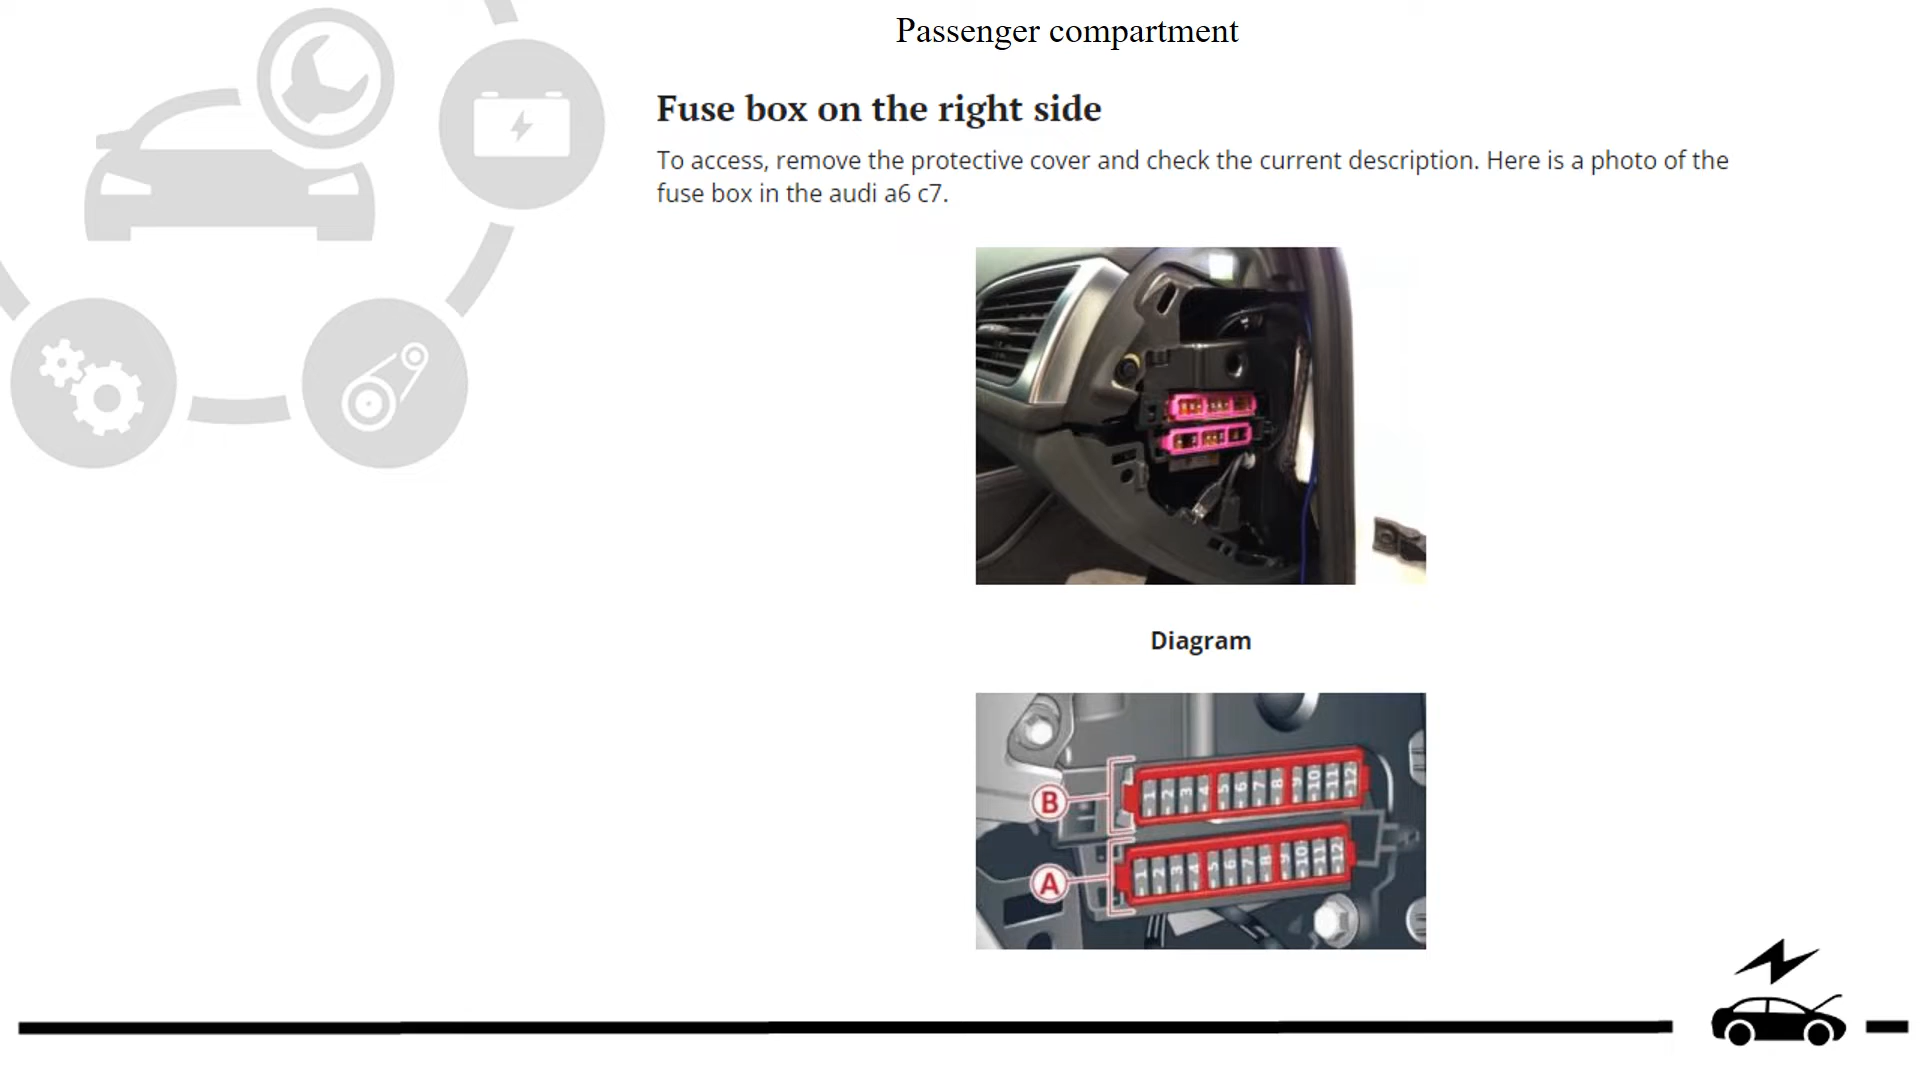 Passenger compartment
Fuse box on the right side
To access, remove the protective cover and check the current description. Here is a photo of the
fuse box in the audi a6 c7.
Diagram
B
1 2 3 4 5 6 7 8 9 10 11 12
A
1 2 3 4 5 6 7 8 9 10 11 12